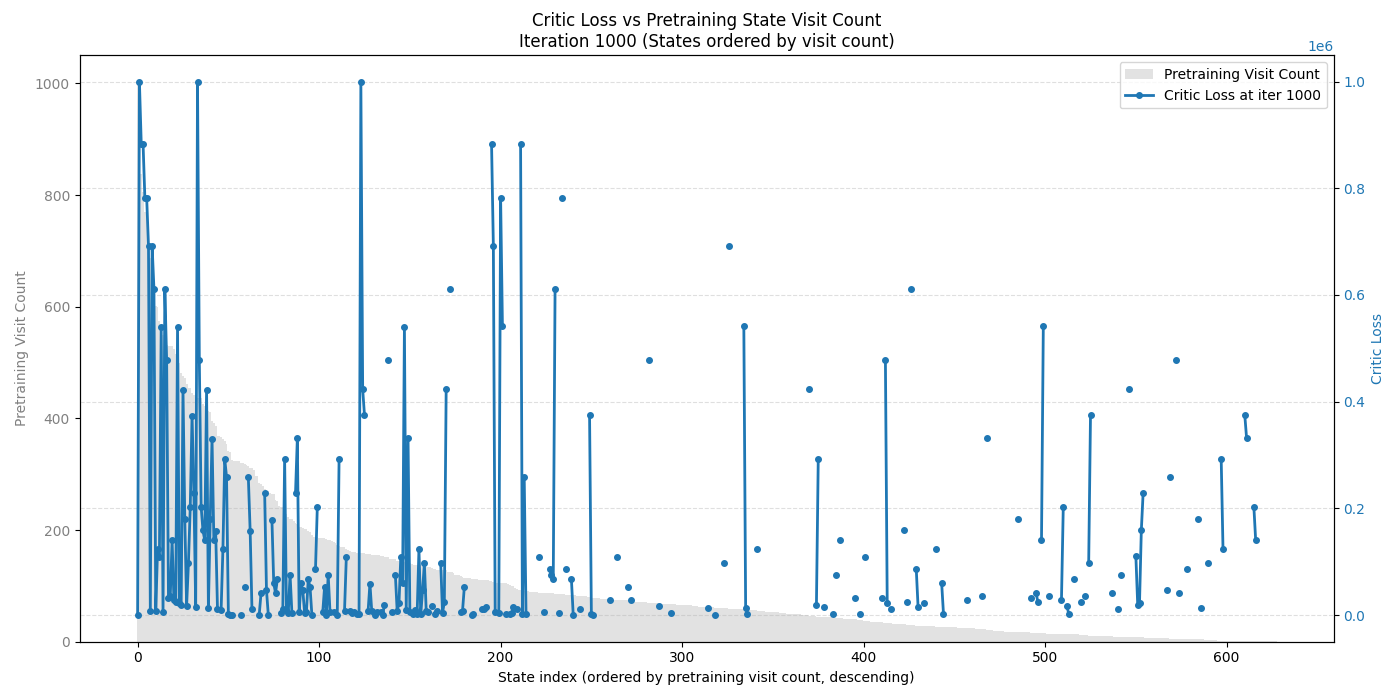 Critic Loss vs Pretraining State Visit Count
Iteration 1000 (States ordered by visit count)
1e6
Pretraining Visit Count
Critic Loss at iter 1000
Pretraining Visit Count
1000
800
600
400
200
0
1.0
0.8
0.6
0.4
0.2
0.0
Critic Loss
0 100 200 300 400 500 600
State index (ordered by pretraining visit count, descending)